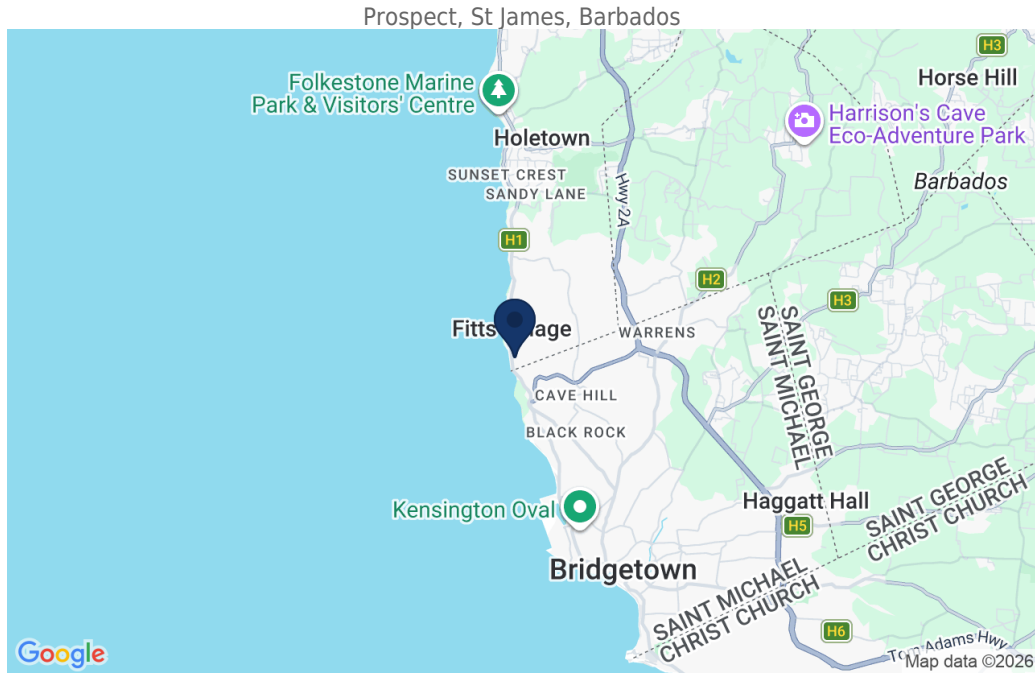 Prospect, St James, Barbados
H3
Folkestone Marine
Park & Visitors' Centre
Horse Hill
Harrison's Cave
Eco-Adventure Park
Holetown
SUNSET CREST
SANDY LANE
Barbados
Hwy 2A
H1
H2
H3
WARRENS
SAINT GEORGE
SAINT MICHAEL
CAVE HILL
BLACK ROCK
Haggatt Hall
Kensington Oval
H5
SAINT GEORGE
CHRIST CHURCH
Bridgetown
SAINT MICHAEL
CHRIST CHURCH
H6
Tom Adams Hwy
Google
Map data ©2026